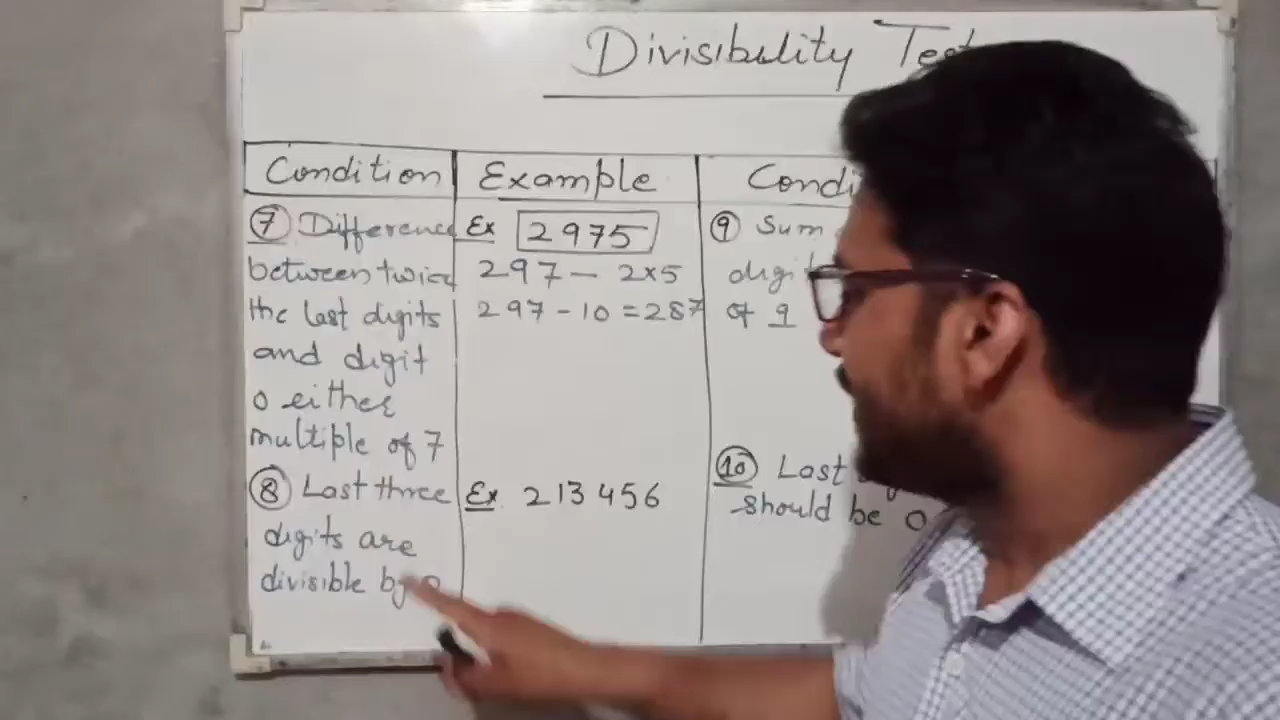 Divisibility Test
Condition Example
⑦ Difference
between twice
the last digits
and digit
0 either
multiple of 7
Ex 2975
297 - 2x5
297 - 10 = 287
⑧ Last three
digits are
divisible by
Ex 213456
⑨ Sum
of 9
⑩ Last
should be 0